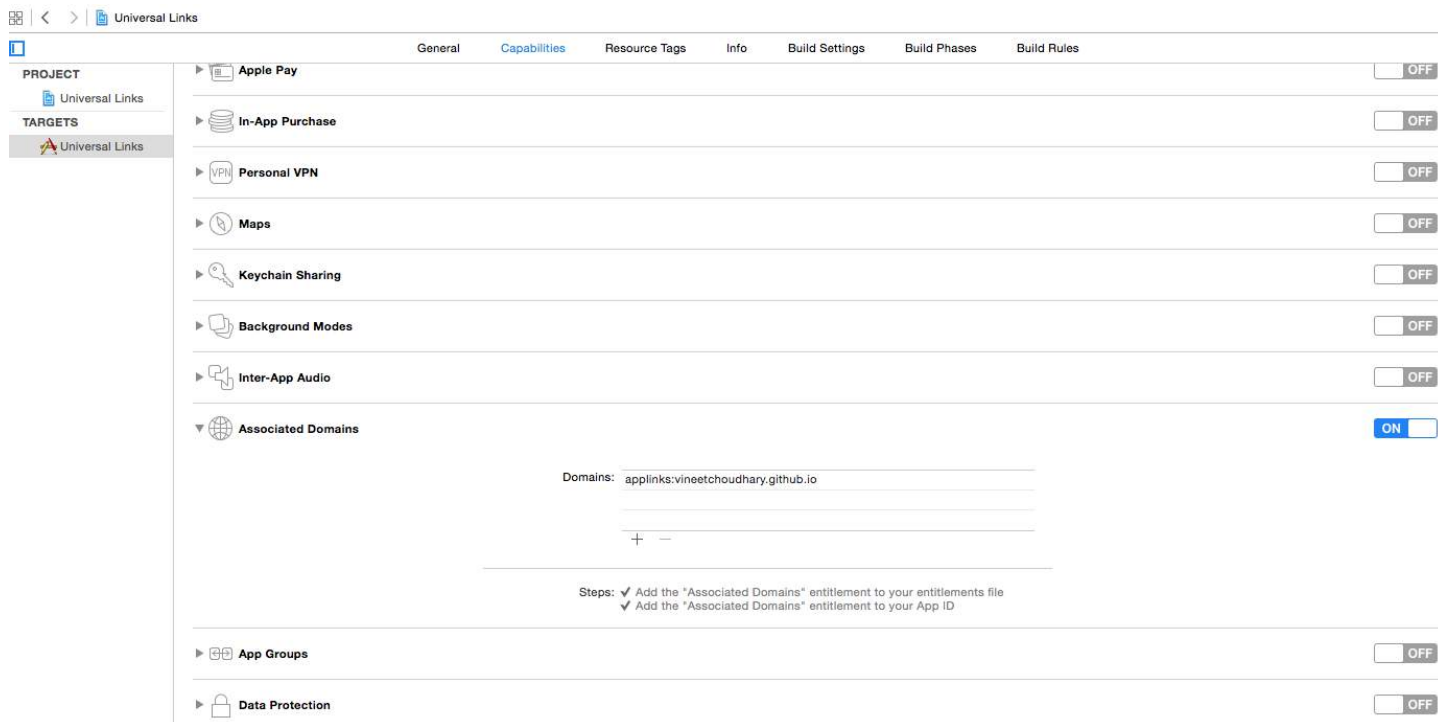 Universal Links
General Capabilities Resource Tags Info Build Settings Build Phases Build Rules
PROJECT
Universal Links
TARGETS
Universal Links
Apple Pay OFF
In-App Purchase OFF
VPN Personal VPN OFF
Maps OFF
Keychain Sharing OFF
Background Modes OFF
Inter-App Audio OFF
Associated Domains ON
Domains: applinks:vineetchoudhary.github.io
Steps: ✓ Add the "Associated Domains" entitlement to your entitlements file
✓ Add the "Associated Domains" entitlement to your App ID
App Groups OFF
Data Protection OFF